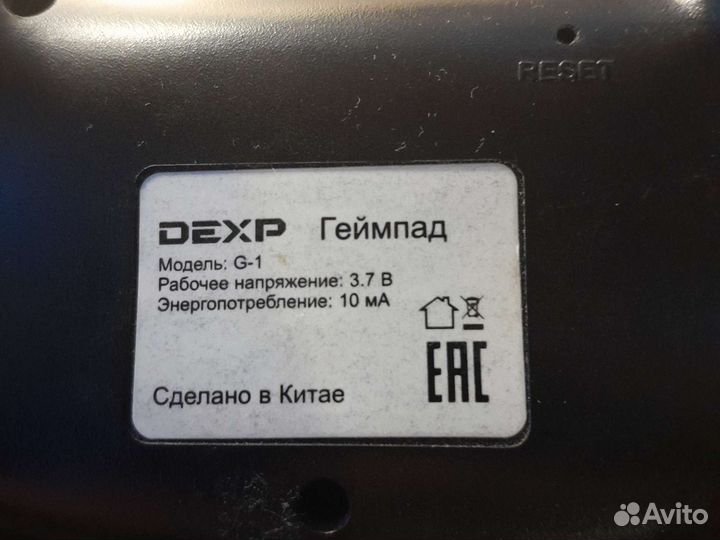 RESET
DEXP Геймпад
Модель: G-1
Рабочее напряжение: 3.7 В
Энергопотребление: 10 мА
EAC
Сделано в Китае
Avito